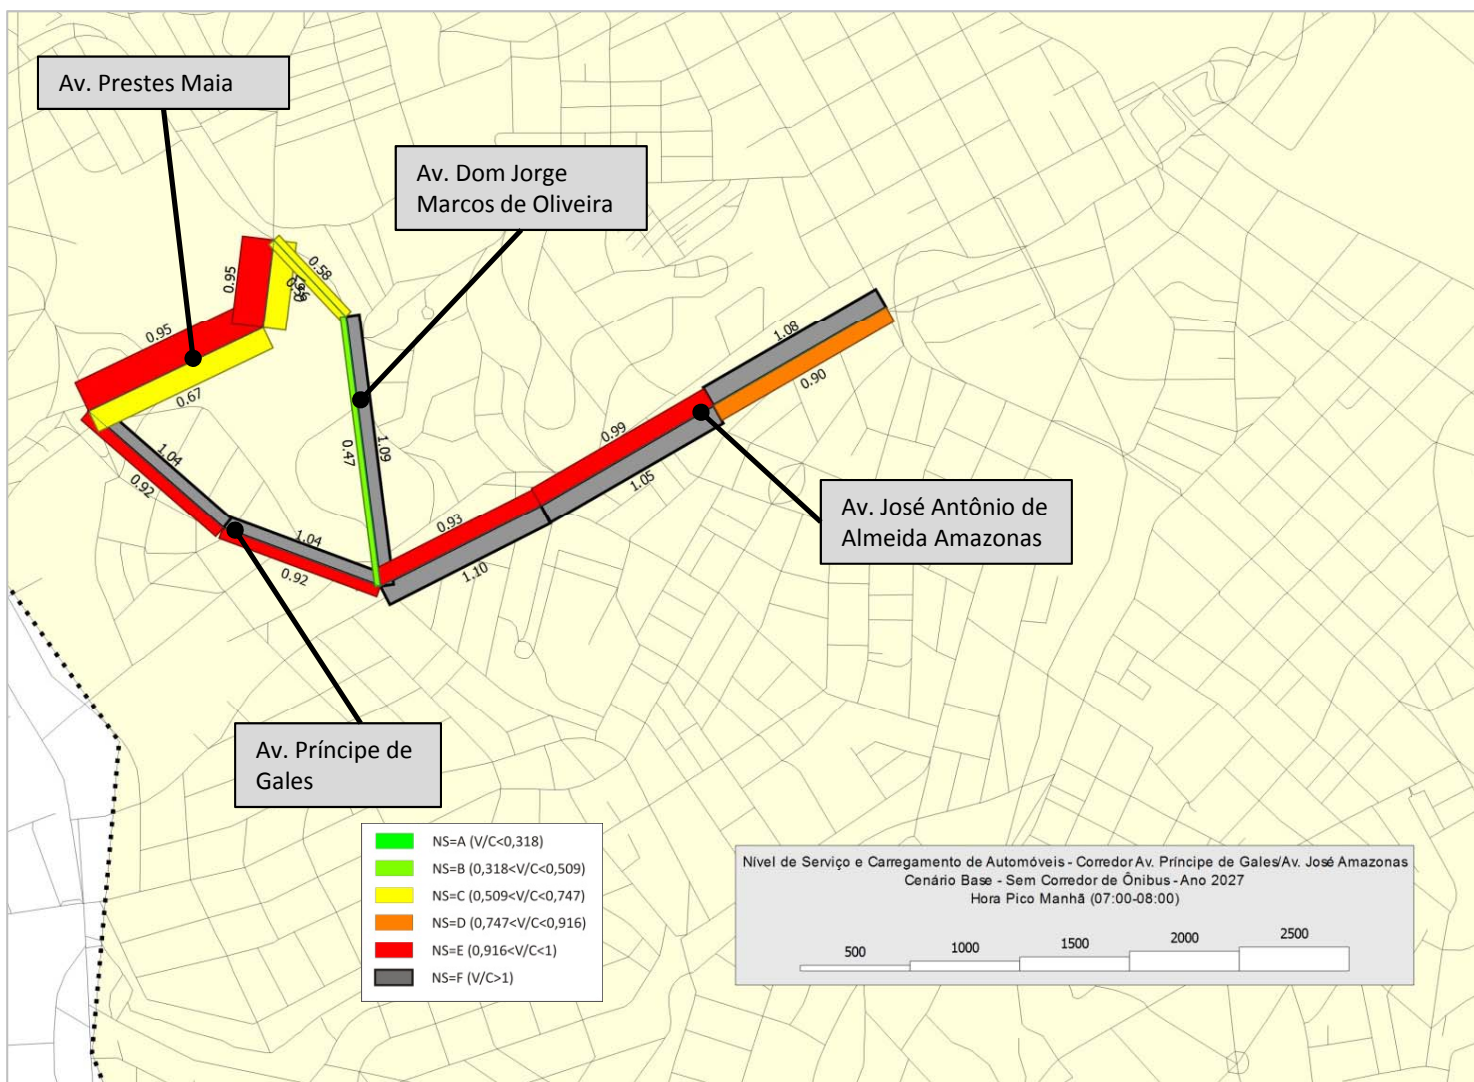 Av. Prestes Maia
Av. Dom Jorge
Marcos de Oliveira
0.58
0.95
0.95
0.67
1.08
0.90
0.99
1.05
0.47
1.09
1.04
0.92
1.04
0.92
0.93
1.10
Av. José Antônio de
Almeida Amazonas
Av. Príncipe de
Gales
NS=A (V/C<0,318)
NS=B (0,318<V/C<0,509)
NS=C (0,509<V/C<0,747)
NS=D (0,747<V/C<0,916)
NS=E (0,916<V/C<1)
NS=F (V/C>1)
Nível de Serviço e Carregamento de Automóveis - Corredor Av. Príncipe de Gales/Av. José Amazonas
Cenário Base - Sem Corredor de Ônibus - Ano 2027
Hora Pico Manhã (07:00-08:00)
500
1000
1500
2000
2500